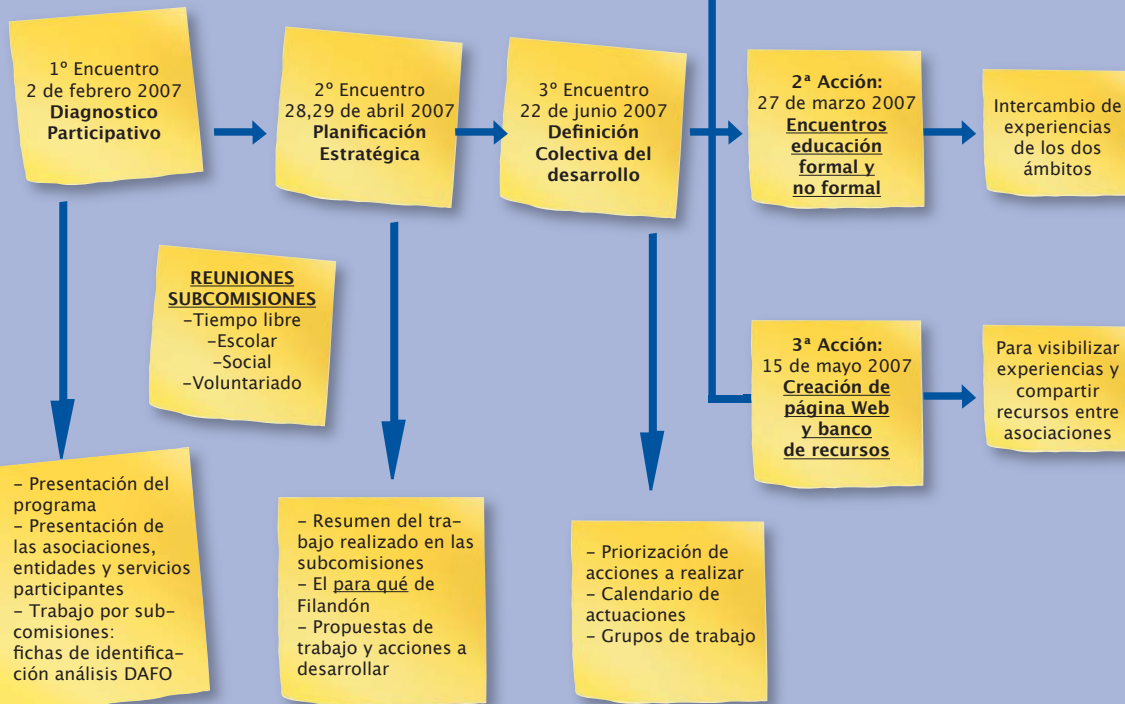 1º Encuentro
2 de febrero 2007
Diagnostico
Participativo
2º Encuentro
28,29 de abril 2007
Planificación
Estratégica
3º Encuentro
22 de junio 2007
Definición
Colectiva del
desarrollo
2ª Acción:
27 de marzo 2007
Encuentros
educación
formal y
no formal
Intercambio de
experiencias
de los dos
ámbitos
REUNIONES
SUBCOMISIONES
-Tiempo libre
-Escolar
-Social
-Voluntariado
3ª Acción:
15 de mayo 2007
Creación de
página Web
y banco
de recursos
Para visibilizar
experiencias y
compartir
recursos entre
asociaciones
- Presentación del
programa
- Presentación de
las asociaciones,
entidades y servicios
participantes
- Trabajo por sub-
comisiones:
fichas de identifica-
ción análisis DAFO
- Resumen del tra-
bajo realizado en las
subcomisiones
- El para qué de
Filandón
- Propuestas de
trabajo y acciones a
desarrollar
- Priorización de
acciones a realizar
- Calendario de
actuaciones
- Grupos de trabajo